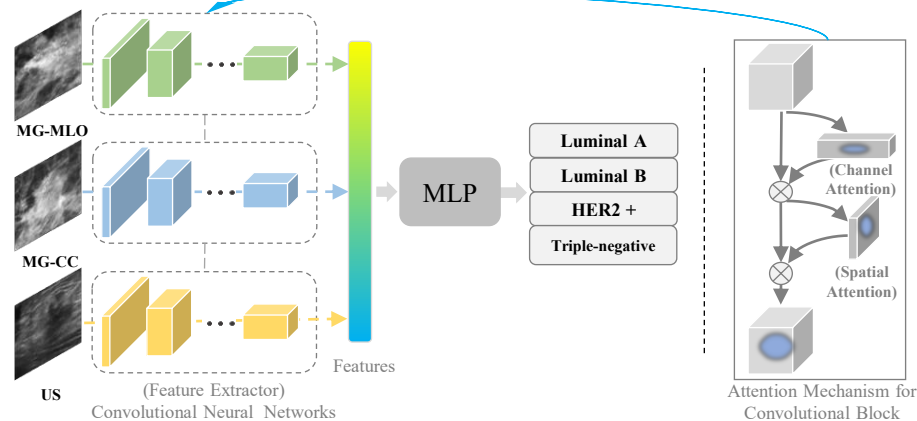 MG-MLO
MG-CC
US
(Feature Extractor)
Convolutional Neural Networks
Features
MLP
Luminal A
Luminal B
HER2 +
Triple-negative
(Channel
Attention)
(Spatial
Attention)
Attention Mechanism for
Convolutional Block